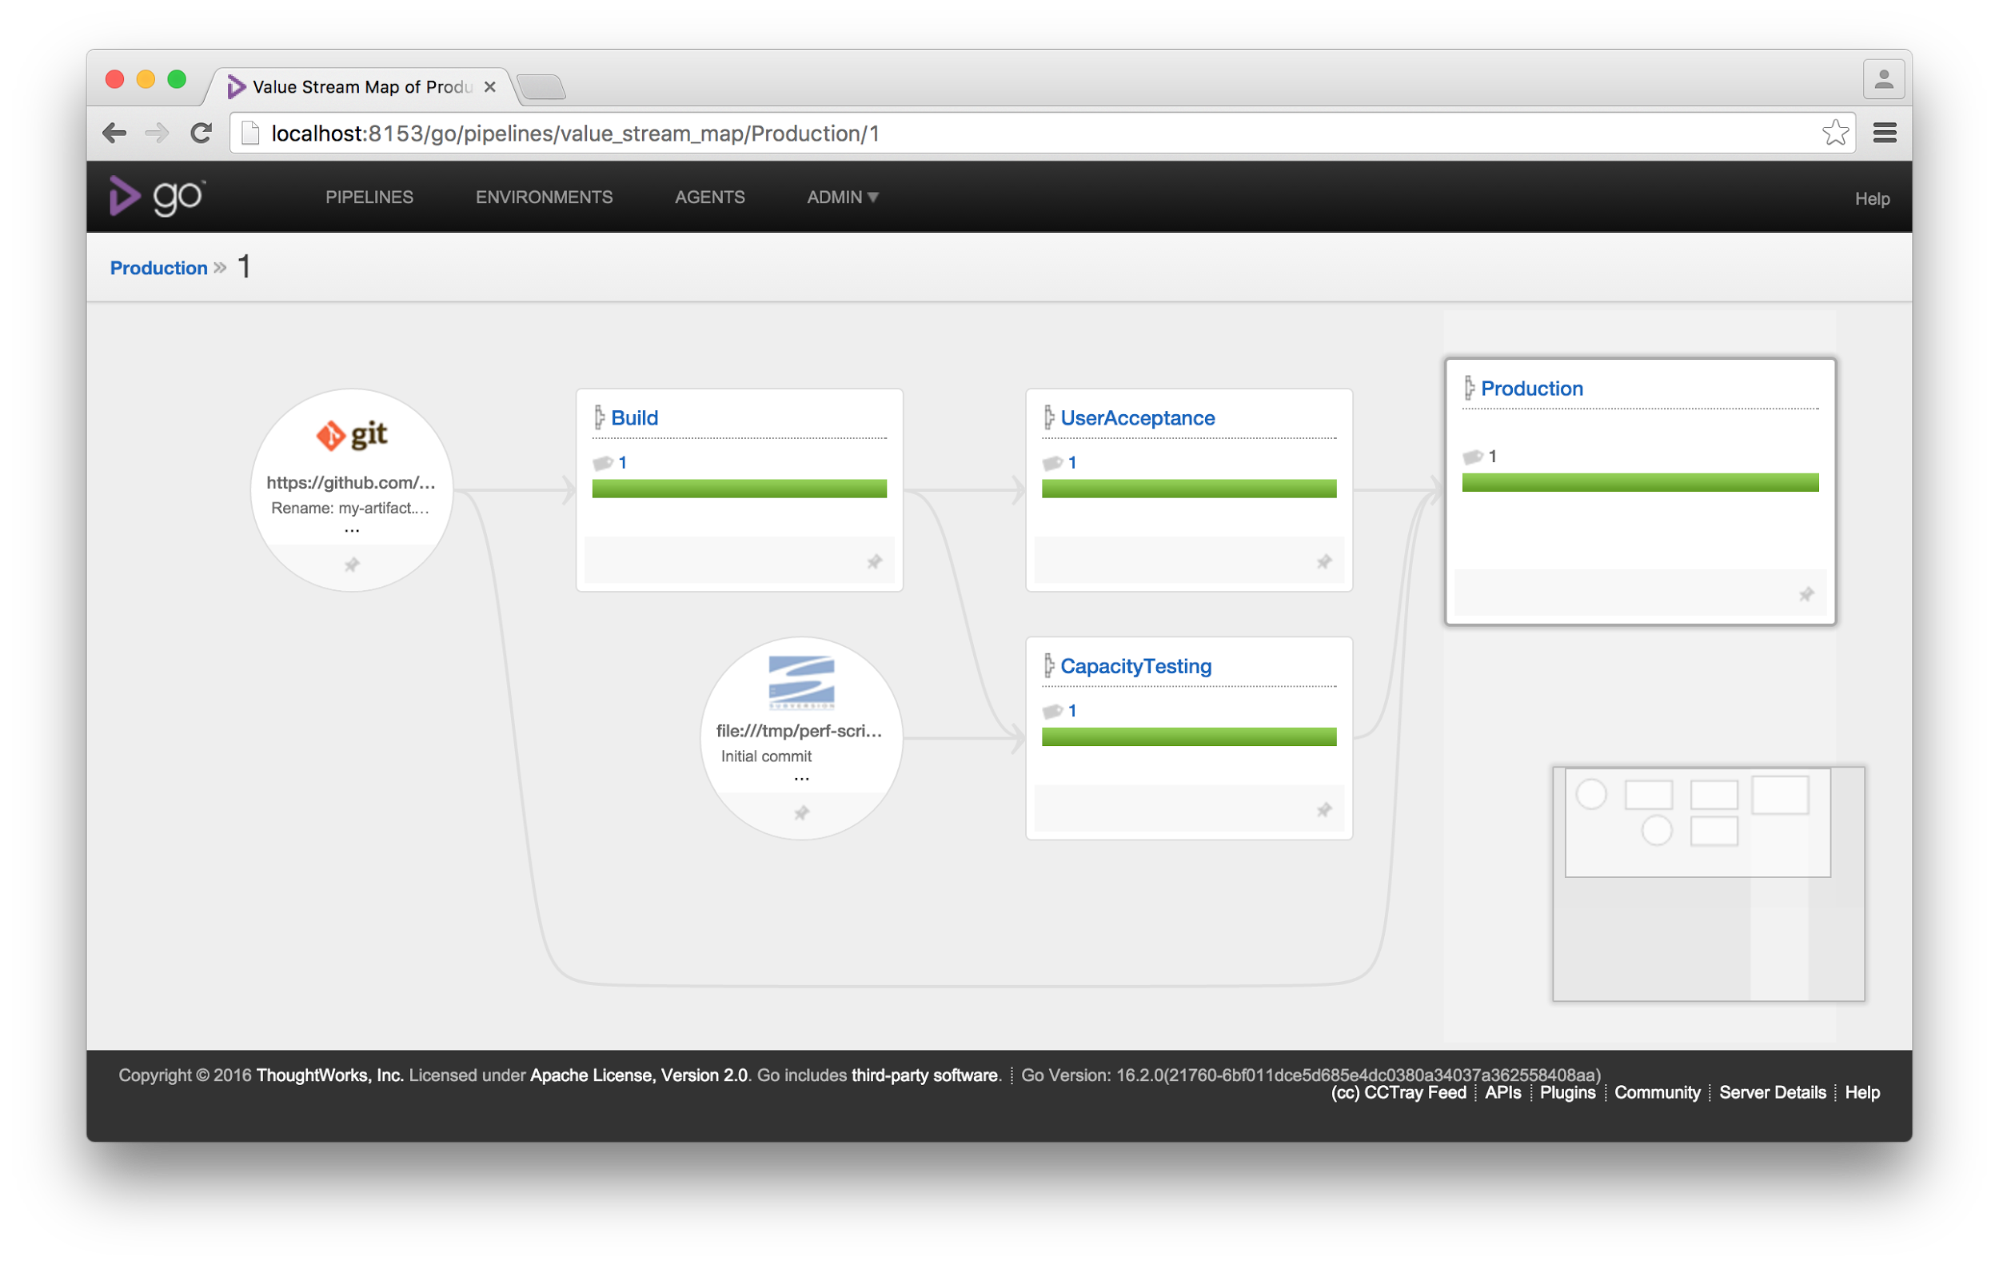 Value Stream Map of Produ
localhost:8153/go/pipelines/value_stream_map/Production/1
go™ PIPELINES ENVIRONMENTS AGENTS ADMIN ▼ Help
Production » 1
git
https://github.com/...
Rename: my-artifact....
...
Build
1
UserAcceptance
1
Production
1
SUBVERSION
file:///tmp/perf-scri...
Initial commit
...
CapacityTesting
1
Copyright © 2016 ThoughtWorks, Inc. Licensed under Apache License, Version 2.0. Go includes third-party software. Go Version: 16.2.0(21760-6bf011dce5d685e4dc0380a34037a362558408aa)
(cc) CCTray Feed APIs Plugins Community Server Details Help